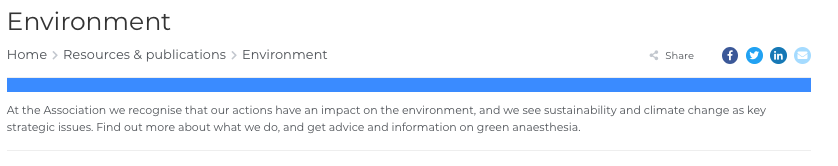 Environment
Home > Resources & publications > Environment
Share
At the Association we recognise that our actions have an impact on the environment, and we see sustainability and climate change as key
strategic issues. Find out more about what we do, and get advice and information on green anaesthesia.